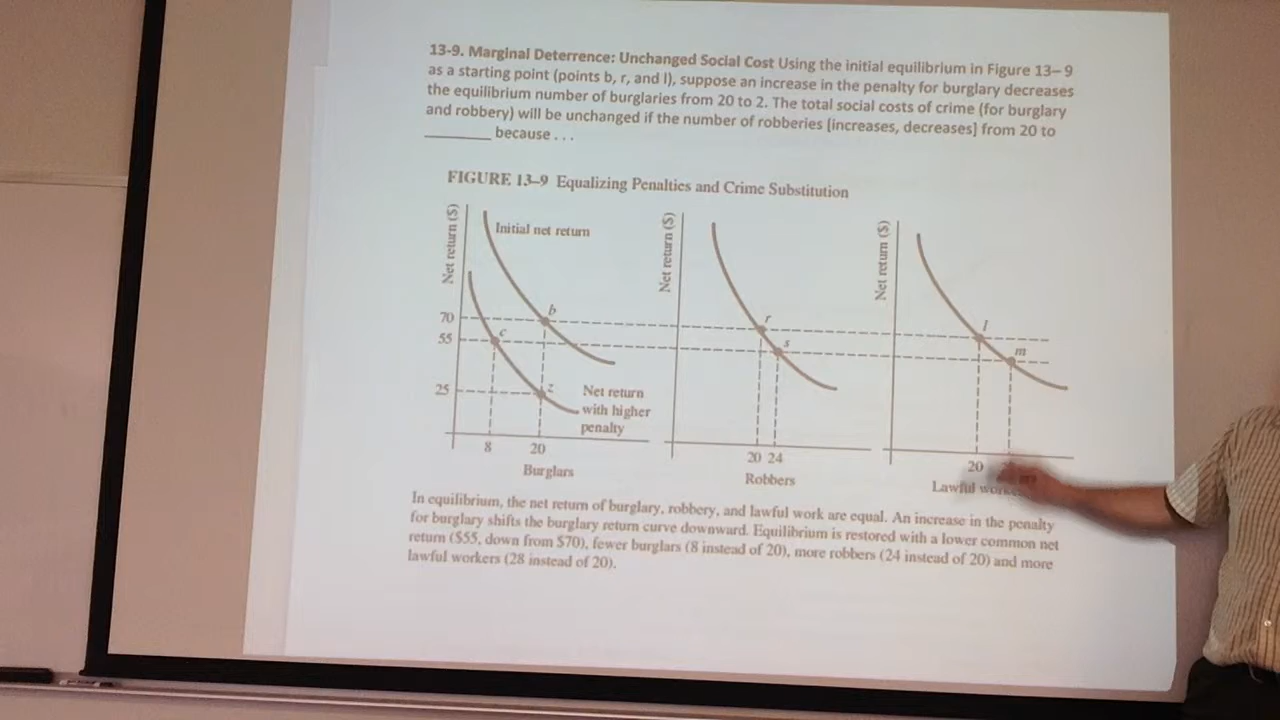 13-9. Marginal Deterrence: Unchanged Social Cost Using the initial equilibrium in Figure 13–9
as a starting point (points b, r, and l), suppose an increase in the penalty for burglary decreases
the equilibrium number of burglaries from 20 to 2. The total social costs of crime (for burglary
and robbery) will be unchanged if the number of robberies [increases, decreases] from 20 to
________ because . . .
FIGURE 13–9 Equalizing Penalties and Crime Substitution
Net return ($)
Initial net return
70
55
25
b
c
z
Net return
with higher
penalty
8
20
Burglars
Net return ($)
r
s
20 24
Robbers
Net return ($)
l
m
20
Lawful
In equilibrium, the net return of burglary, robbery, and lawful work are equal. An increase in the penalty
for burglary shifts the burglary return curve downward. Equilibrium is restored with a lower common net
return ($55, down from $70), fewer burglars (8 instead of 20), more robbers (24 instead of 20) and more
lawful workers (28 instead of 20).